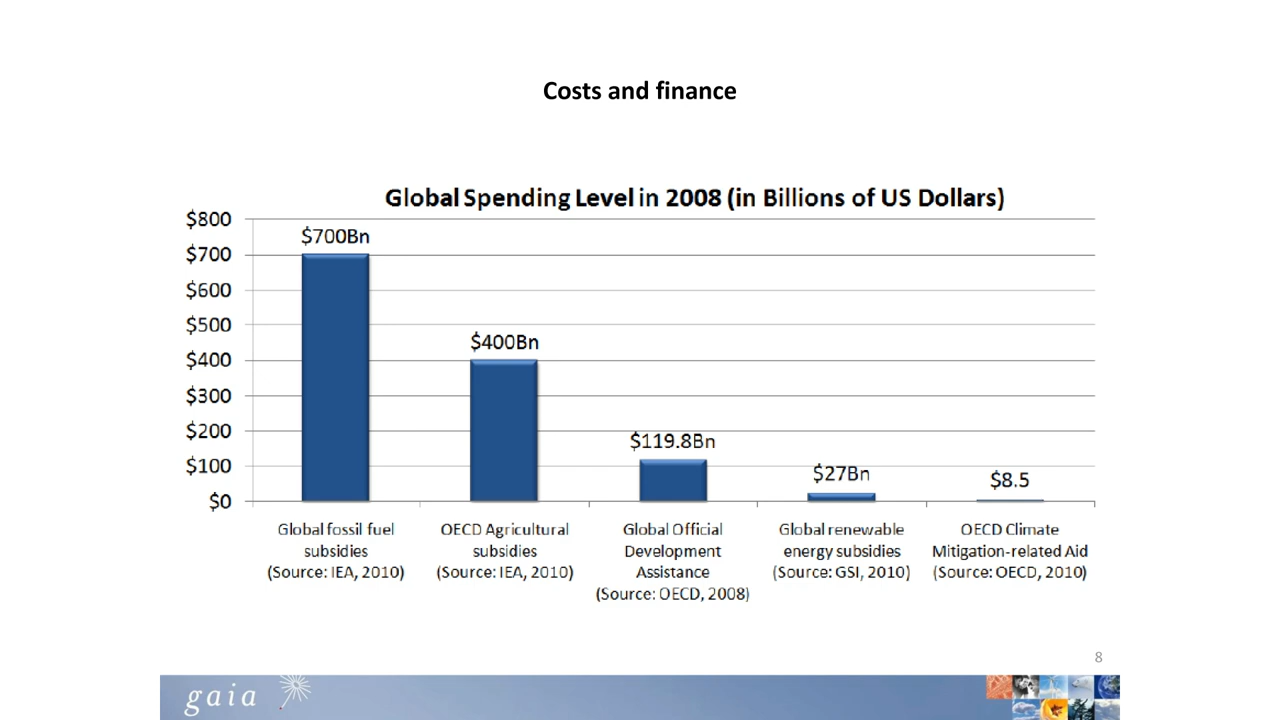 Costs and finance
Global Spending Level in 2008 (in Billions of US Dollars)
$800
$700
$600
$500
$400
$300
$200
$100
$0
$700Bn
$400Bn
$119.8Bn
$27Bn
$8.5
Global fossil fuel
subsidies
(Source: IEA, 2010)
OECD Agricultural
subsidies
(Source: IEA, 2010)
Global Official
Development
Assistance
(Source: OECD, 2008)
Global renewable
energy subsidies
(Source: GSI, 2010)
OECD Climate
Mitigation-related Aid
(Source: OECD, 2010)
8
gaia